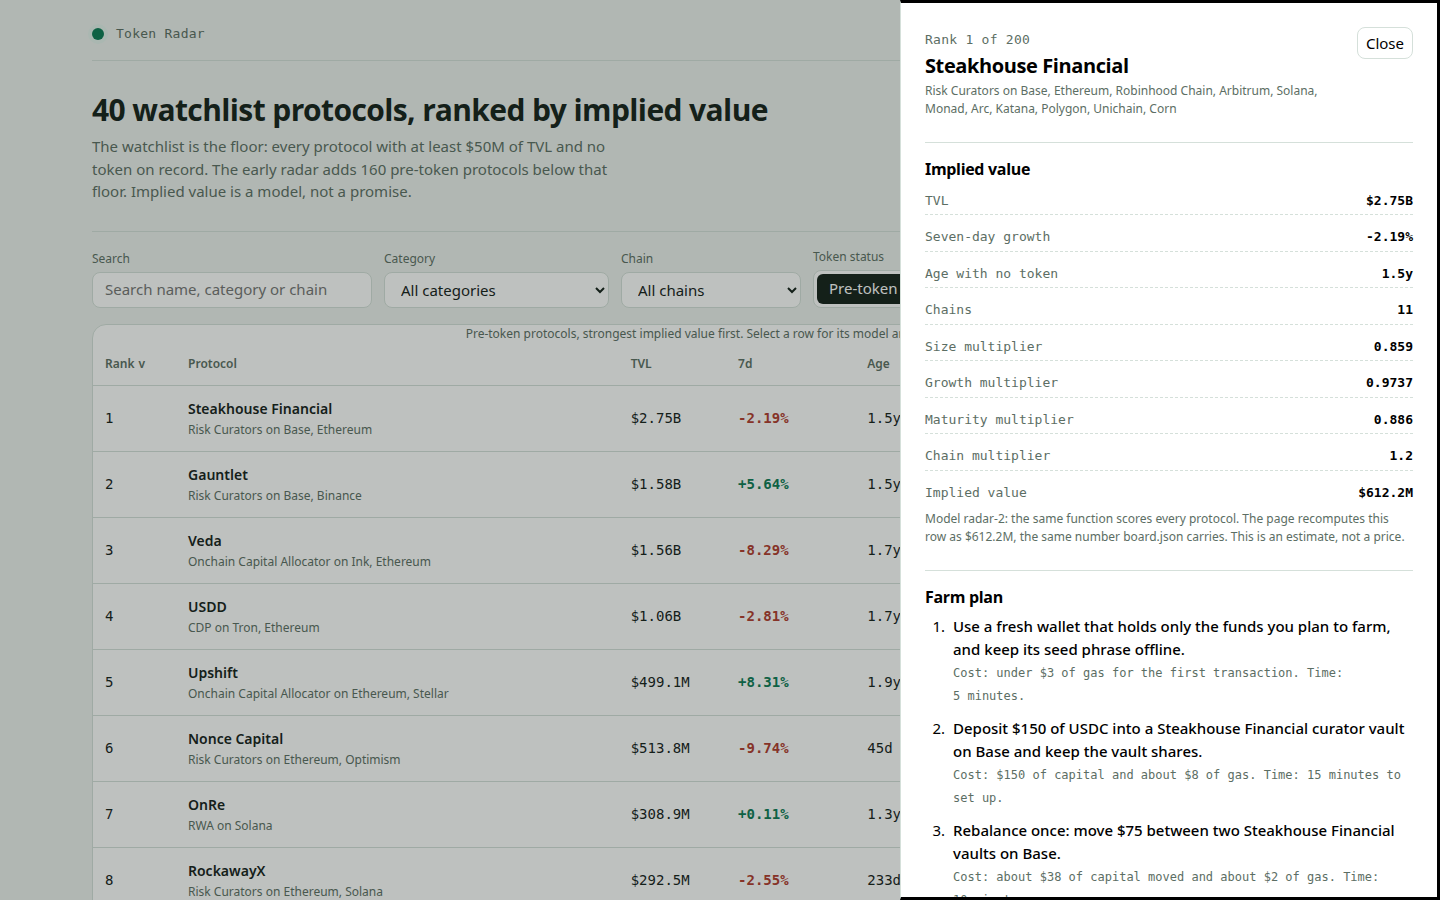 Token Radar
40 watchlist protocols, ranked by implied value
The watchlist is the floor: every protocol with at least $50M of TVL and no
token on record. The early radar adds 160 pre-token protocols below that
floor. Implied value is a model, not a promise.
Search
Category
Chain
Token status
Search name, category or chain
All categories
All chains
Pre-token
Pre-token protocols, strongest implied value first. Select a row for its model
Rank v
Protocol
TVL
7d
Age
1
Steakhouse Financial
Risk Curators on Base, Ethereum
$2.75B
-2.19%
1.5y
2
Gauntlet
Risk Curators on Base, Binance
$1.58B
+5.64%
1.5y
3
Veda
Onchain Capital Allocator on Ink, Ethereum
$1.56B
-8.29%
1.7y
4
USDD
CDP on Tron, Ethereum
$1.06B
-2.81%
1.7y
5
Upshift
Onchain Capital Allocator on Ethereum, Stellar
$499.1M
+8.31%
1.9y
6
Nonce Capital
Risk Curators on Ethereum, Optimism
$513.8M
-9.74%
45d
7
OnRe
RWA on Solana
$308.9M
+0.11%
1.3y
8
RockawayX
Risk Curators on Ethereum, Solana
$292.5M
-2.55%
233d
Rank 1 of 200
Close
Steakhouse Financial
Risk Curators on Base, Ethereum, Robinhood Chain, Arbitrum, Solana,
Monad, Arc, Katana, Polygon, Unichain, Corn
Implied value
TVL $2.75B
Seven-day growth -2.19%
Age with no token 1.5y
Chains 11
Size multiplier 0.859
Growth multiplier 0.9737
Maturity multiplier 0.886
Chain multiplier 1.2
Implied value $612.2M
Model radar-2: the same function scores every protocol. The page recomputes this
row as $612.2M, the same number board.json carries. This is an estimate, not a price.
Farm plan
1. Use a fresh wallet that holds only the funds you plan to farm,
and keep its seed phrase offline.
Cost: under $3 of gas for the first transaction. Time:
5 minutes.
2. Deposit $150 of USDC into a Steakhouse Financial curator vault
on Base and keep the vault shares.
Cost: $150 of capital and about $8 of gas. Time: 15 minutes to
set up.
3. Rebalance once: move $75 between two Steakhouse Financial
vaults on Base.
Cost: about $38 of capital moved and about $2 of gas. Time: